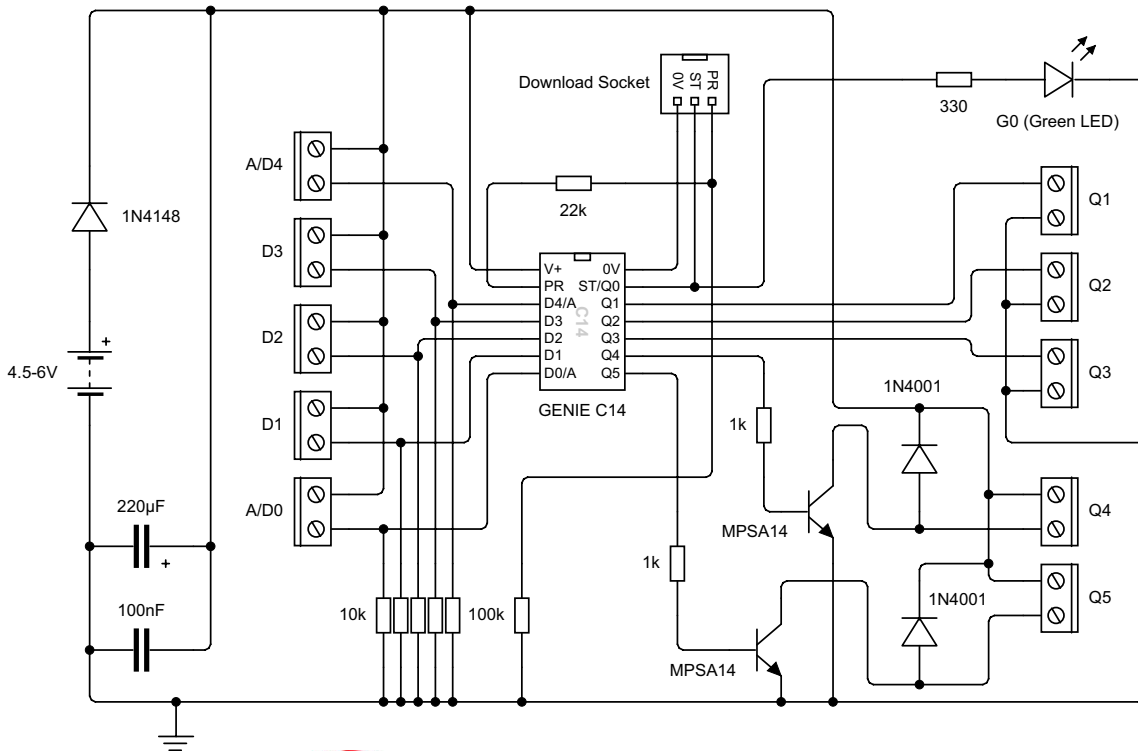 Download Socket
0V
ST
PR
330
G0 (Green LED)
A/D4
1N4148
22k
Q1
D3
V+
0V
PR
ST/Q0
D4/A
Q1
D3
Q2
D2
Q3
D1
Q4
D0/A
Q5
C14
GENIE C14
Q2
D2
+
4.5-6V
Q3
1N4001
D1
1k
220µF
+
A/D0
MPSA14
Q4
1k
100nF
10k
100k
1N4001
Q5
MPSA14